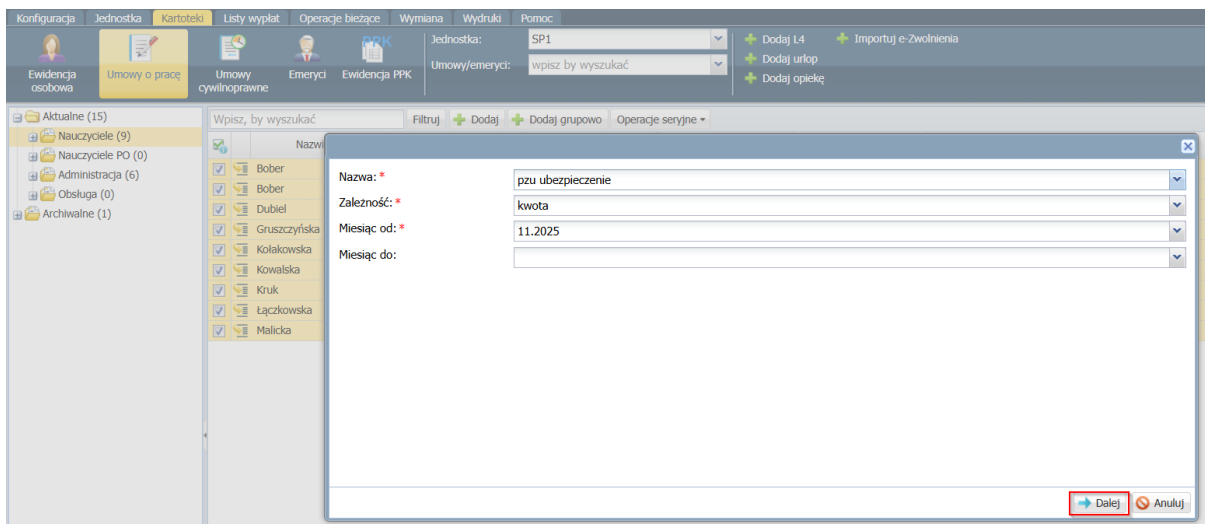 Konfiguracja Jednostka Kartoteki Listy wypłat Operacje bieżące Wymiana Wydruki Pomoc
Ewidencja osobowa
Umowy o pracę
Umowy cywilnoprawne
Emeryci
PPK
Ewidencja PPK
Jednostka: SP1
Umowy/emeryci: wpisz by wyszukać
Dodaj L4 Importuj e-Zwolnienia
Dodaj urlop
Dodaj opiekę
Aktualne (15)
Nauczyciele (9)
Nauczyciele PO (0)
Administracja (6)
Obsługa (0)
Archiwalne (1)
Wpisz, by wyszukać Filtruj Dodaj Dodaj grupowo Operacje seryjne
Nazwi
Bober
Bober
Dubiel
Gruszczyńska
Kołakowska
Kowalska
Kruk
Łączkowska
Malicka
Nazwa: * pzu ubezpieczenie
Zależność: * kwota
Miesiąc od: * 11.2025
Miesiąc do:
Dalej Anuluj